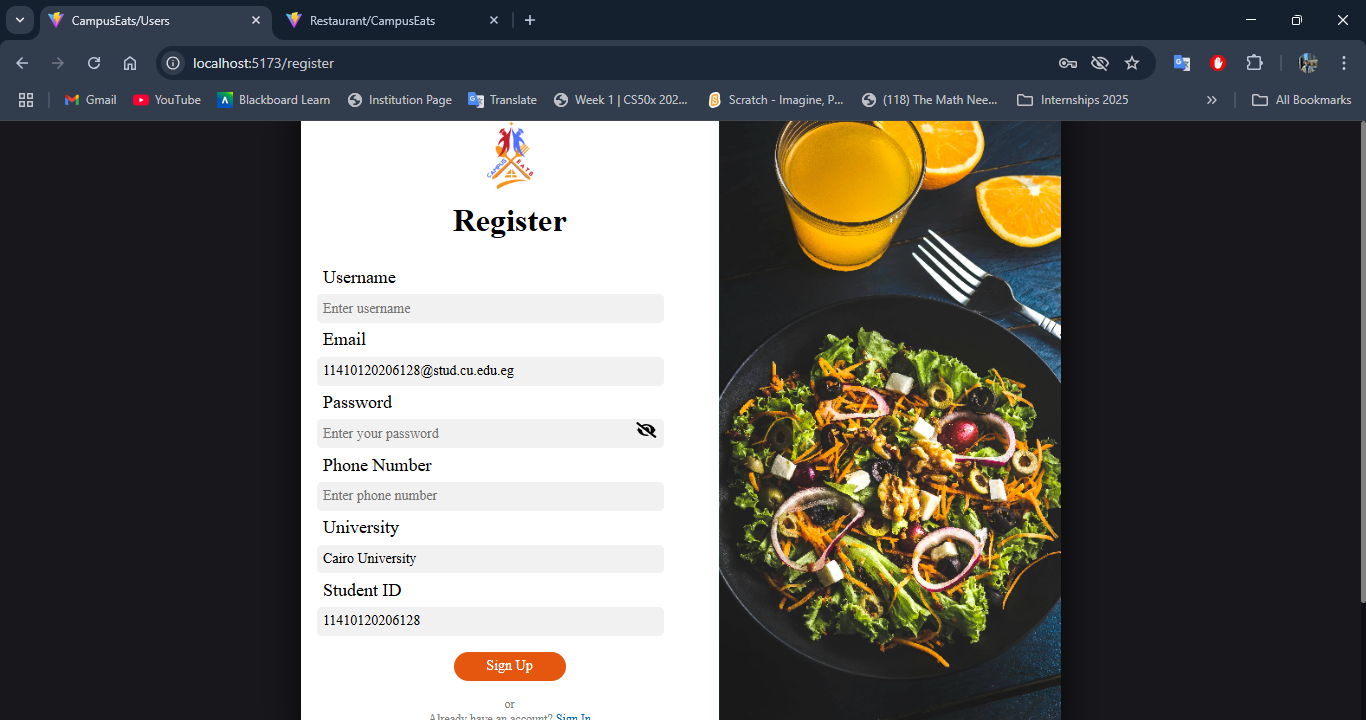 CampusEats/Users
Restaurant/CampusEats
localhost:5173/register
Gmail
YouTube
Blackboard Learn
Institution Page
Translate
Week 1 | CS50x 202...
Scratch - Imagine, P...
(118) The Math Nee...
Internships 2025
All Bookmarks
CAMPUS EATS
Register
Username
Enter username
Email
11410120206128@stud.cu.edu.eg
Password
Enter your password
Phone Number
Enter phone number
University
Cairo University
Student ID
11410120206128
Sign Up
or
Already have an account? Sign In